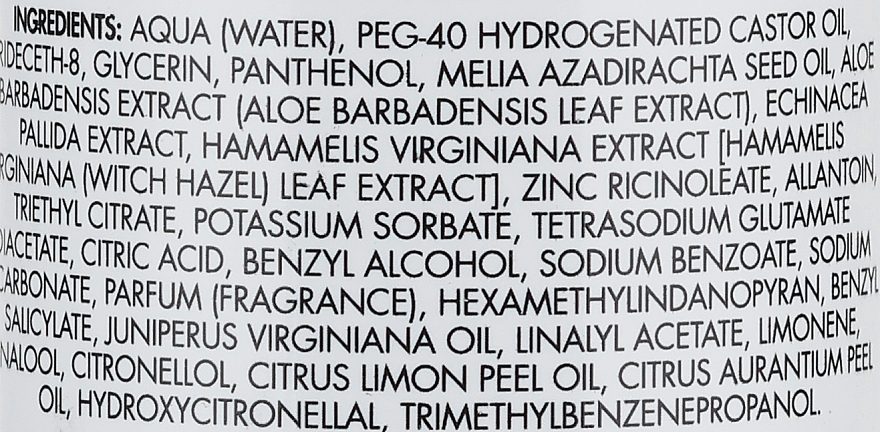 INGREDIENTS: AQUA (WATER), PEG-40 HYDROGENATED CASTOR OIL,
RIDECETH-8, GLYCERIN, PANTHENOL, MELIA AZADIRACHTA SEED OIL, ALOE
BARBADENSIS EXTRACT (ALOE BARBADENSIS LEAF EXTRACT), ECHINACEA
PALLIDA EXTRACT, HAMAMELIS VIRGINIANA EXTRACT [HAMAMELIS
RGINIANA (WITCH HAZEL) LEAF EXTRACT], ZINC RICINOLEATE, ALLANTOIN,
TRIETHYL CITRATE, POTASSIUM SORBATE, TETRASODIUM GLUTAMATE
DIACETATE, CITRIC ACID, BENZYL ALCOHOL, SODIUM BENZOATE, SODIUM
CARBONATE, PARFUM (FRAGRANCE), HEXAMETHYLINDANOPYRAN, BENZYL
SALICYLATE, JUNIPERUS VIRGINIANA OIL, LINALYL ACETATE, LIMONENE,
NALOOL, CITRONELLOL, CITRUS LIMON PEEL OIL, CITRUS AURANTIUM PEEL
OIL, HYDROXYCITRONELLAL, TRIMETHYLBENZENEPROPANOL.